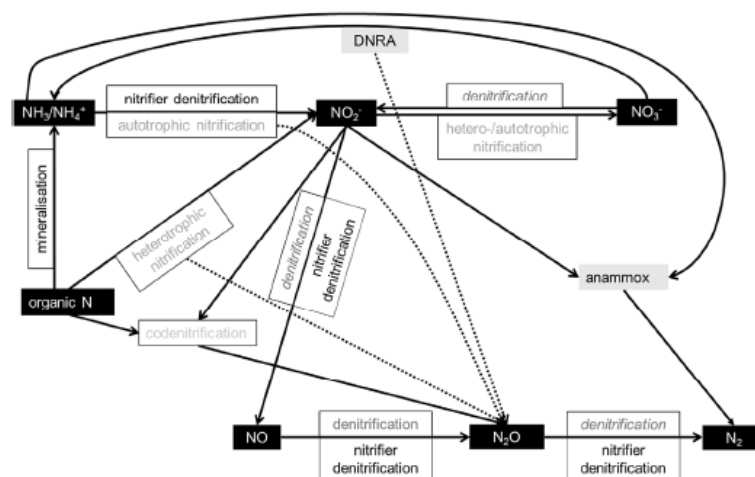 DNRA
NH₃/NH₄⁺
nitrifier denitrification
autotrophic nitrification
NO₂⁻
denitrification
hetero-/autotrophic
nitrification
NO₃⁻
mineralisation
heterotrophic
nitrification
denitrification
nitrifier
denitrification
organic N
codenitrification
anammox
NO
denitrification
nitrifier
denitrification
N₂O
denitrification
nitrifier
denitrification
N₂